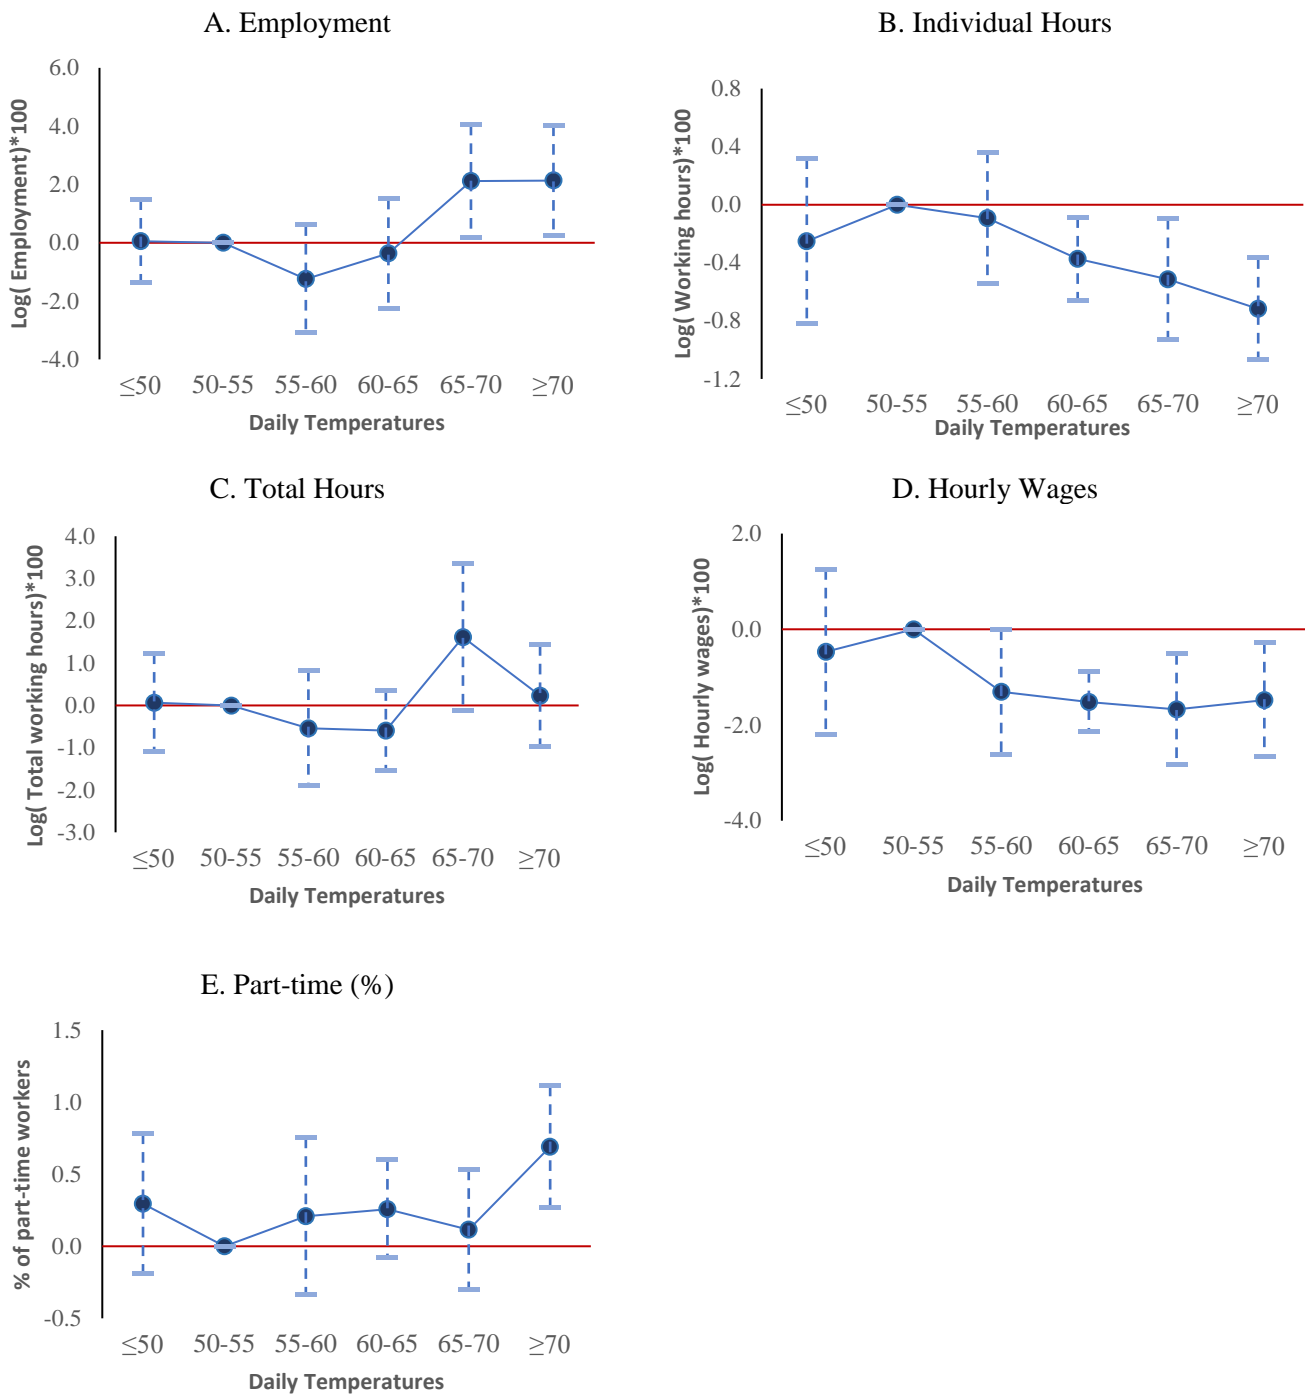 A. Employment
Log( Employment)*100
6.0
4.0
2.0
0.0
-2.0
-4.0
≤50 50-55 55-60 60-65 65-70 ≥70
Daily Temperatures
B. Individual Hours
Log( Working hours)*100
0.8
0.4
0.0
-0.4
-0.8
-1.2
≤50 50-55 55-60 60-65 65-70 ≥70
Daily Temperatures
C. Total Hours
Log( Total working hours)*100
4.0
3.0
2.0
1.0
0.0
-1.0
-2.0
-3.0
≤50 50-55 55-60 60-65 65-70 ≥70
Daily Temperatures
D. Hourly Wages
Log( Hourly wages)*100
2.0
0.0
-2.0
-4.0
≤50 50-55 55-60 60-65 65-70 ≥70
Daily Temperatures
E. Part-time (%)
% of part-time workers
1.5
1.0
0.5
0.0
-0.5
≤50 50-55 55-60 60-65 65-70 ≥70
Daily Temperatures